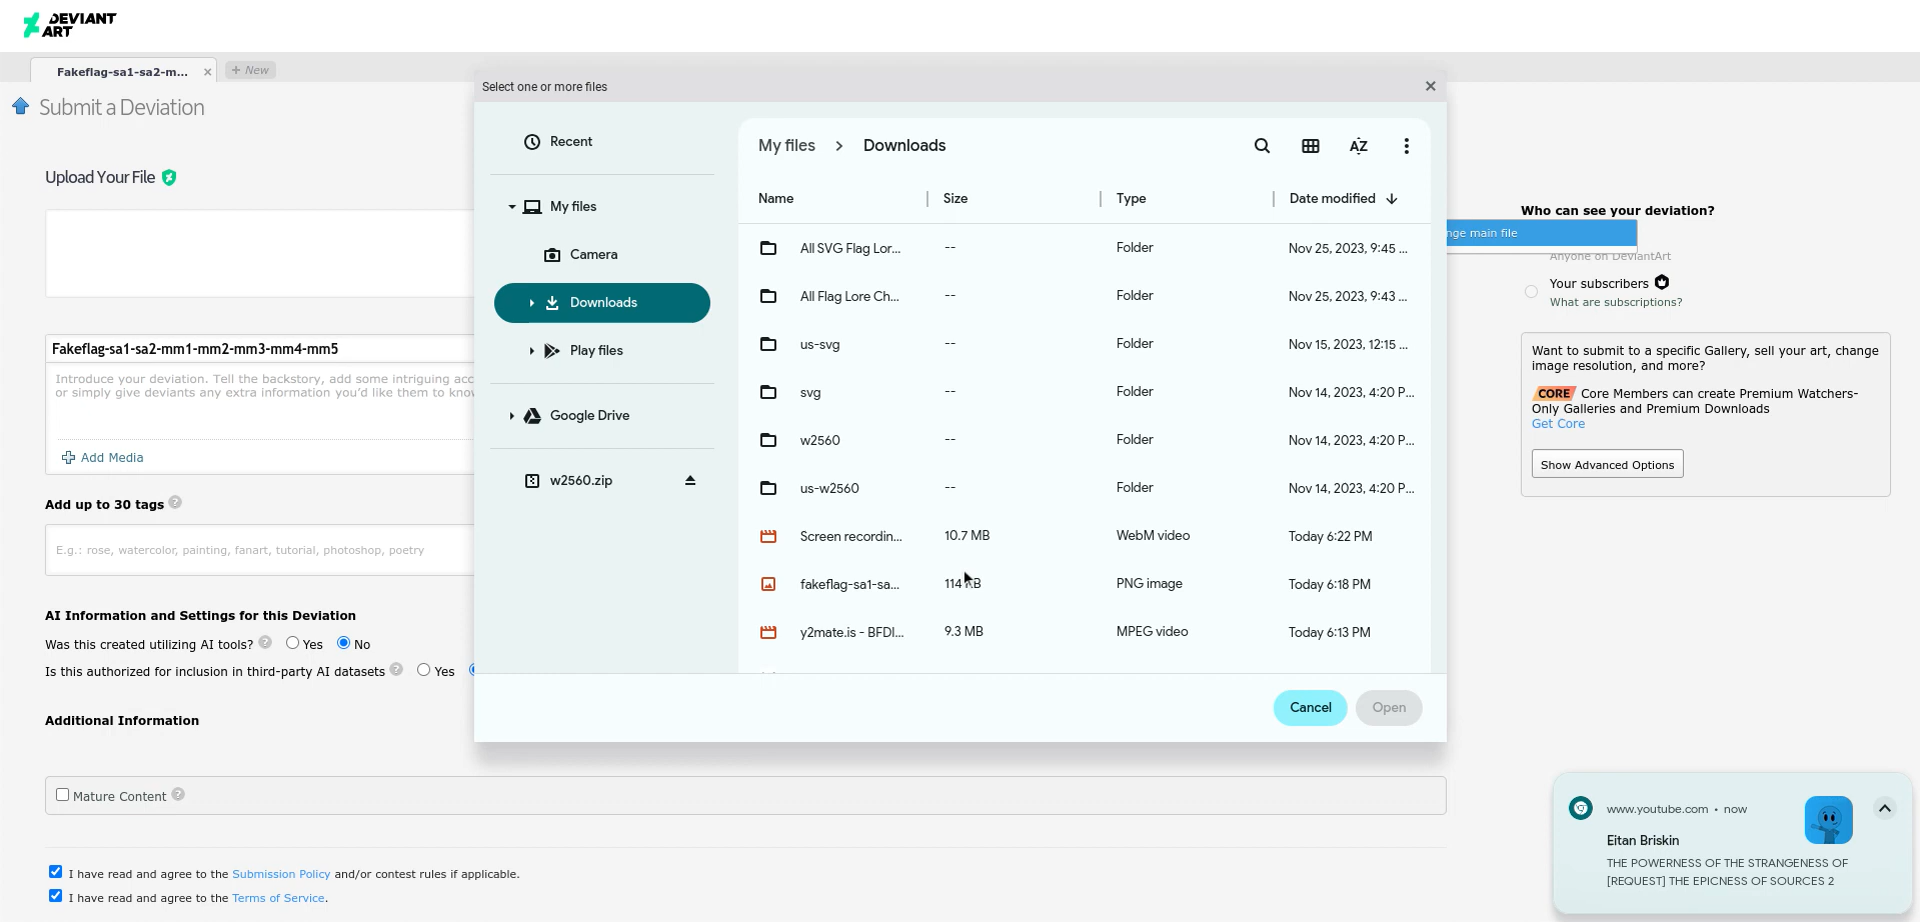 DEVIANT
ART
Fakeflag-sa1-sa2-m...
+ New
Submit a Deviation
Upload Your File
Fakeflag-sa1-sa2-mm1-mm2-mm3-mm4-mm5
Introduce your deviation. Tell the backstory, add some intriguing
or simply give deviants any extra information you'd like them to
Add Media
Add up to 30 tags
E.g.: rose, watercolor, painting, fanart, tutorial, photoshop, poetry
AI Information and Settings for this Deviation
Was this created utilizing AI tools? Yes No
Is this authorized for inclusion in third-party AI datasets Yes
Additional Information
Mature Content
I have read and agree to the Submission Policy and/or contest rules if applicable.
I have read and agree to the Terms of Service.
Select one or more files
Recent
My files
Camera
Downloads
Play files
Google Drive
w2560.zip
My files > Downloads
AZ
Name Size Type Date modified
All SVG Flag Lor... -- Folder Nov 25, 2023, 9:45 ...
All Flag Lore Ch... -- Folder Nov 25, 2023, 9:43 ...
us-svg -- Folder Nov 15, 2023, 12:15 ...
svg -- Folder Nov 14, 2023, 4:20 P...
w2560 -- Folder Nov 14, 2023, 4:20 P...
us-w2560 -- Folder Nov 14, 2023, 4:20 P...
Screen recordin... 10.7 MB WebM video Today 6:22 PM
fakeflag-sa1-sa... 114 KB PNG image Today 6:18 PM
y2mate.is - BFDI... 9.3 MB MPEG video Today 6:13 PM
Cancel Open
Who can see your deviation?
nge main file
Anyone on DeviantArt
Your subscribers
What are subscriptions?
Want to submit to a specific Gallery, sell your art, change
image resolution, and more?
CORE Core Members can create Premium Watchers-
Only Galleries and Premium Downloads
Get Core
Show Advanced Options
www.youtube.com • now
Eitan Briskin
THE POWERNESS OF THE STRANGENESS OF
[REQUEST] THE EPICNESS OF SOURCES 2